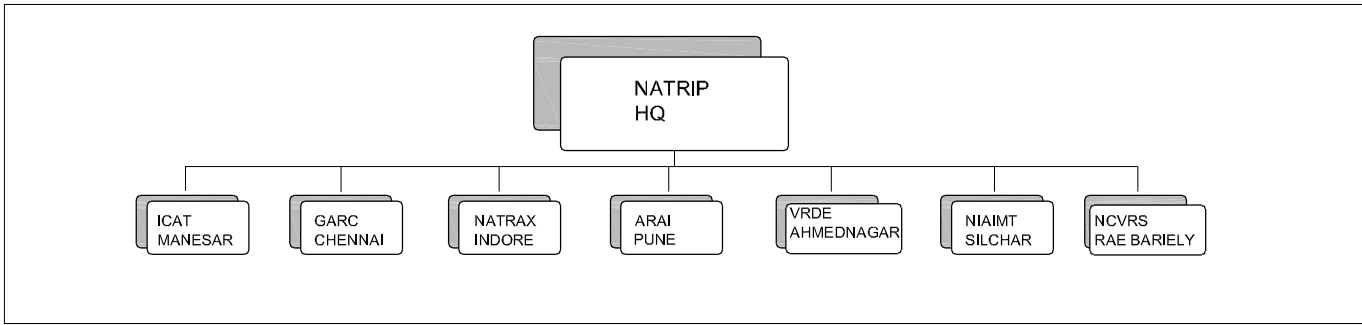 NATRIP
HQ
ICAT
MANESAR
GARC
CHENNAI
NATRAX
INDORE
ARAI
PUNE
VRDE
AHMEDNAGAR
NIAIMT
SILCHAR
NCVRS
RAE BARIELY